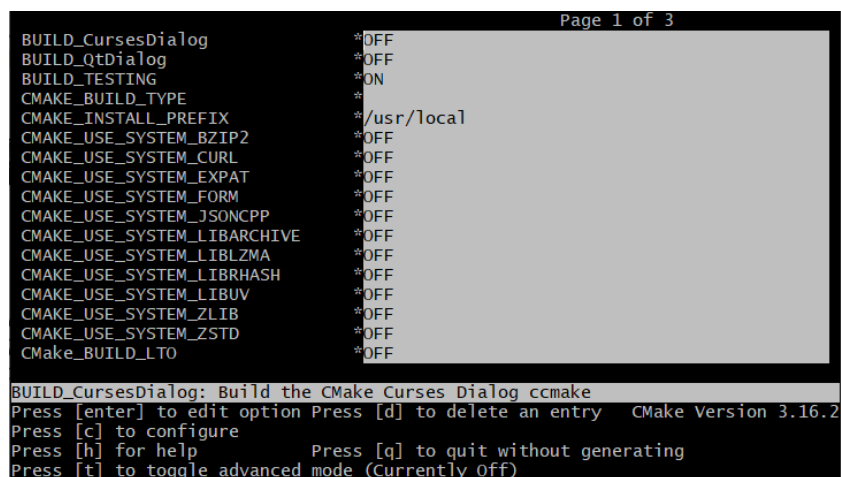 Page 1 of 3
BUILD_CursesDialog *OFF
BUILD_QtDialog *OFF
BUILD_TESTING *ON
CMAKE_BUILD_TYPE *
CMAKE_INSTALL_PREFIX */usr/local
CMAKE_USE_SYSTEM_BZIP2 *OFF
CMAKE_USE_SYSTEM_CURL *OFF
CMAKE_USE_SYSTEM_EXPAT *OFF
CMAKE_USE_SYSTEM_FORM *OFF
CMAKE_USE_SYSTEM_JSONCPP *OFF
CMAKE_USE_SYSTEM_LIBARCHIVE *OFF
CMAKE_USE_SYSTEM_LIBLZMA *OFF
CMAKE_USE_SYSTEM_LIBRHASH *OFF
CMAKE_USE_SYSTEM_LIBUV *OFF
CMAKE_USE_SYSTEM_ZLIB *OFF
CMAKE_USE_SYSTEM_ZSTD *OFF
CMake_BUILD_LTO *OFF
BUILD_CursesDialog: Build the CMake Curses Dialog ccmake
Press [enter] to edit option Press [d] to delete an entry CMake Version 3.16.2
Press [c] to configure
Press [h] for help Press [q] to quit without generating
Press [t] to toggle advanced mode (Currently Off)